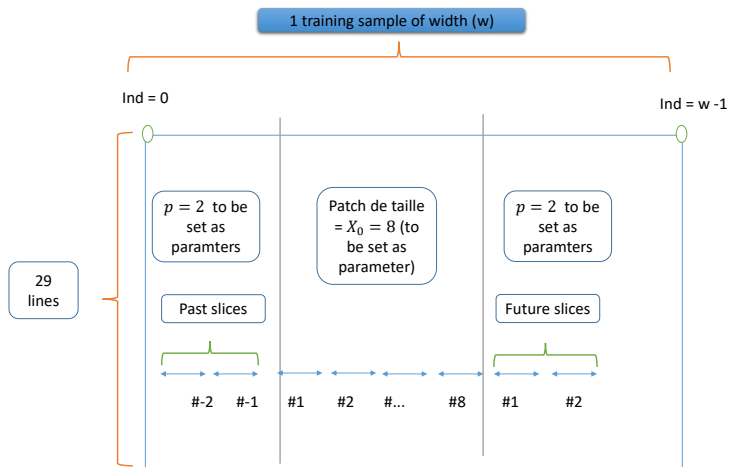 1 training sample of width (w)
Ind = 0
Ind = w -1
𝑝 = 2 to be
set as
paramters
Patch de taille
= 𝑋₀ = 8 (to
be set as
parameter)
𝑝 = 2 to be
set as
paramters
29
lines
Past slices
Future slices
#-2 #-1 #1 #2 #... #8 #1 #2